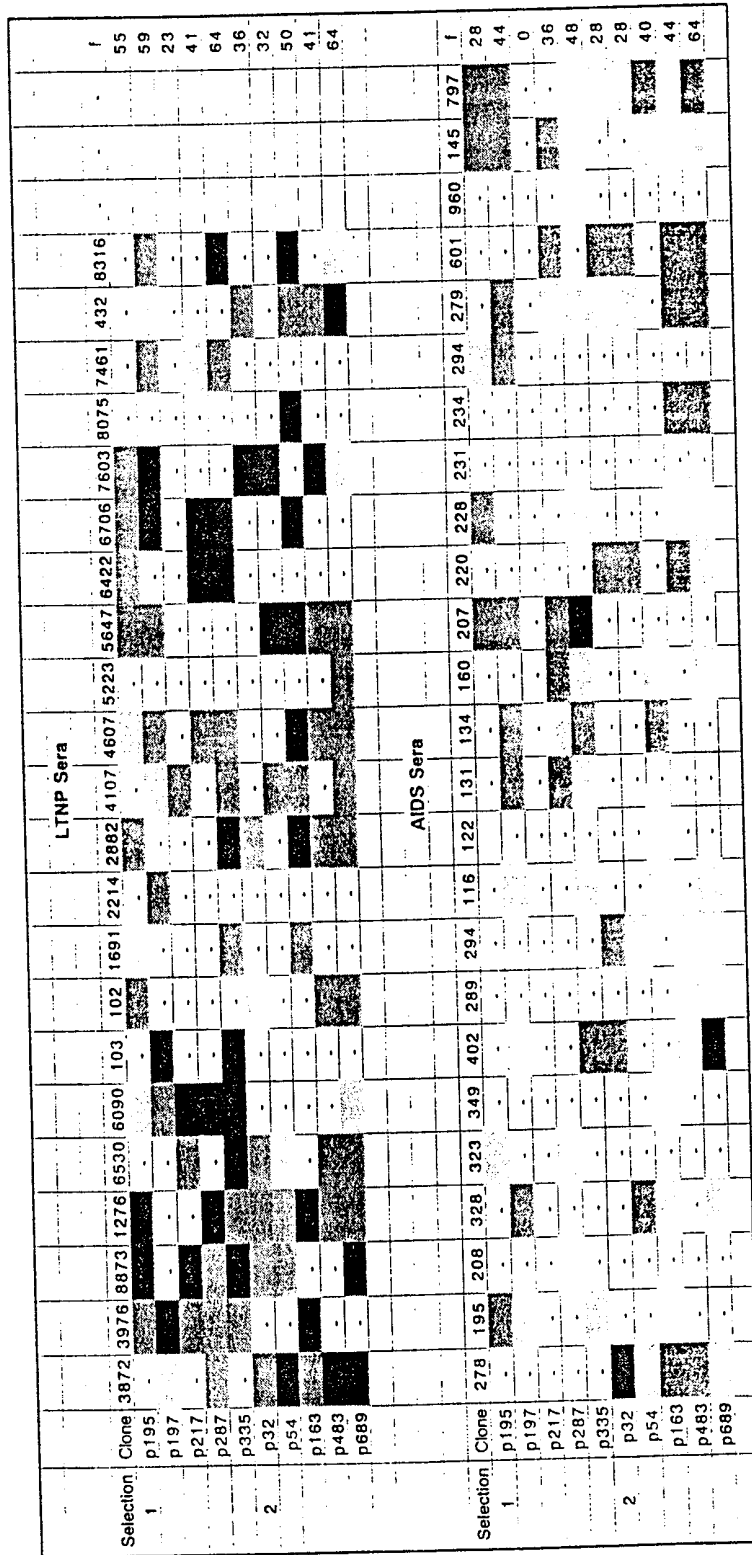 LTNP Sera
Selection Clone 3872 3976 8873 1276 6530 6090 103 102 1691 2214 2882 4107 4607 5223 5647 6422 6706 7603 8075 7461 432 8316 - - - f
1 p195 55
p197 59
p217 23
p287 41
p335 64
2 p32 36
p54 32
p163 50
p483 41
p689 64
AIDS Sera
Selection Clone 278 195 208 328 323 349 402 289 294 116 122 131 134 160 207 220 228 231 234 294 279 601 960 145 797 f
1 p195 28
p197 44
p217 0
p287 36
p335 48
2 p32 28
p54 28
p163 40
p483 44
p689 64